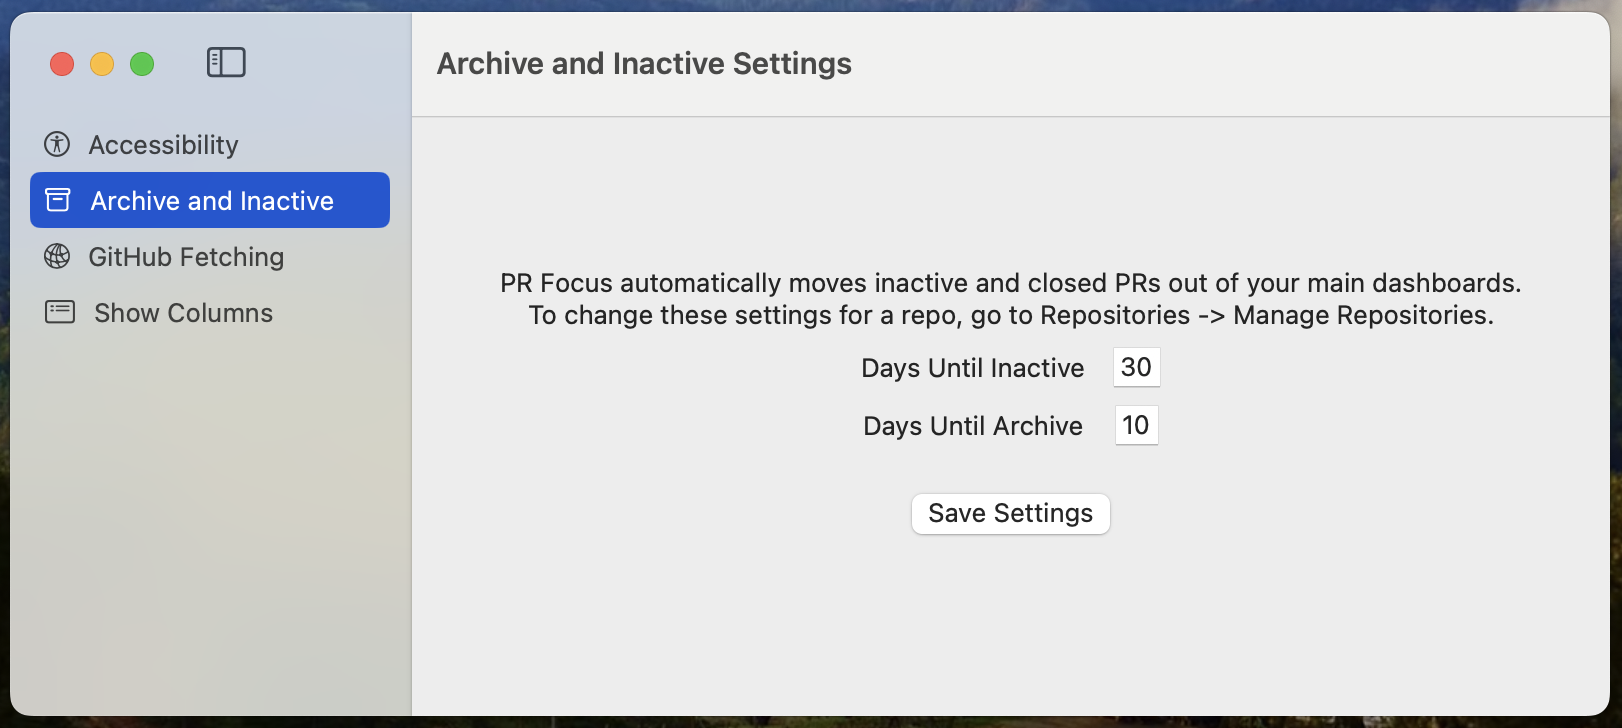 Archive and Inactive Settings
Accessibility
Archive and Inactive
GitHub Fetching
Show Columns
PR Focus automatically moves inactive and closed PRs out of your main dashboards.
To change these settings for a repo, go to Repositories -> Manage Repositories.
Days Until Inactive 30
Days Until Archive 10
Save Settings